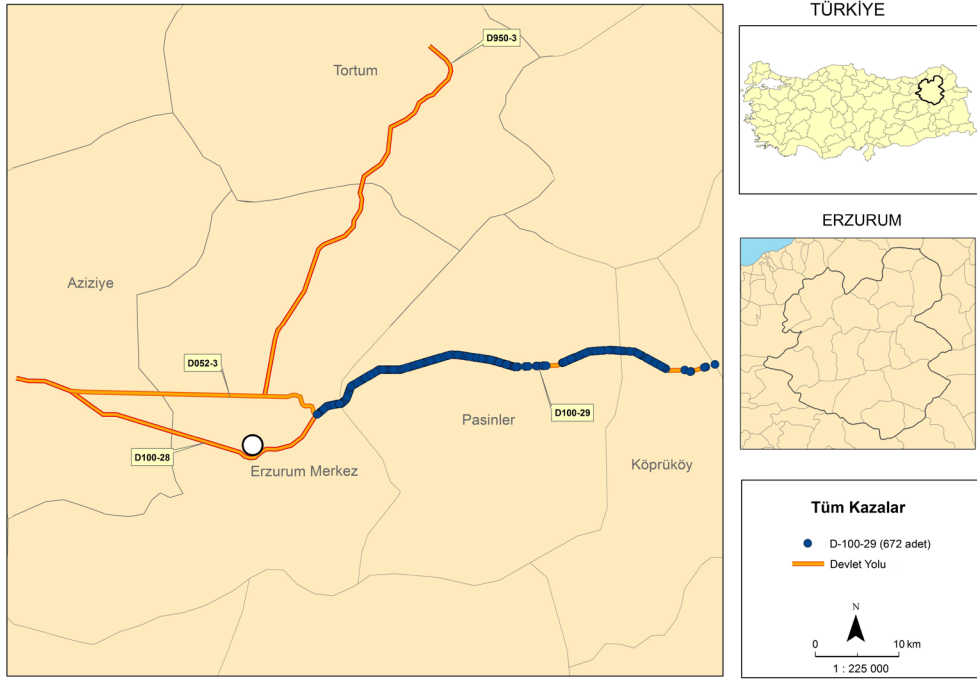 D950-3
Tortum
Aziziye
D052-3
D100-29
Pasinler
D100-28
Erzurum Merkez
Köprüköy
TÜRKİYE
ERZURUM
Tüm Kazalar
D-100-29 (672 adet)
Devlet Yolu
N
0 10 km
1 : 225 000